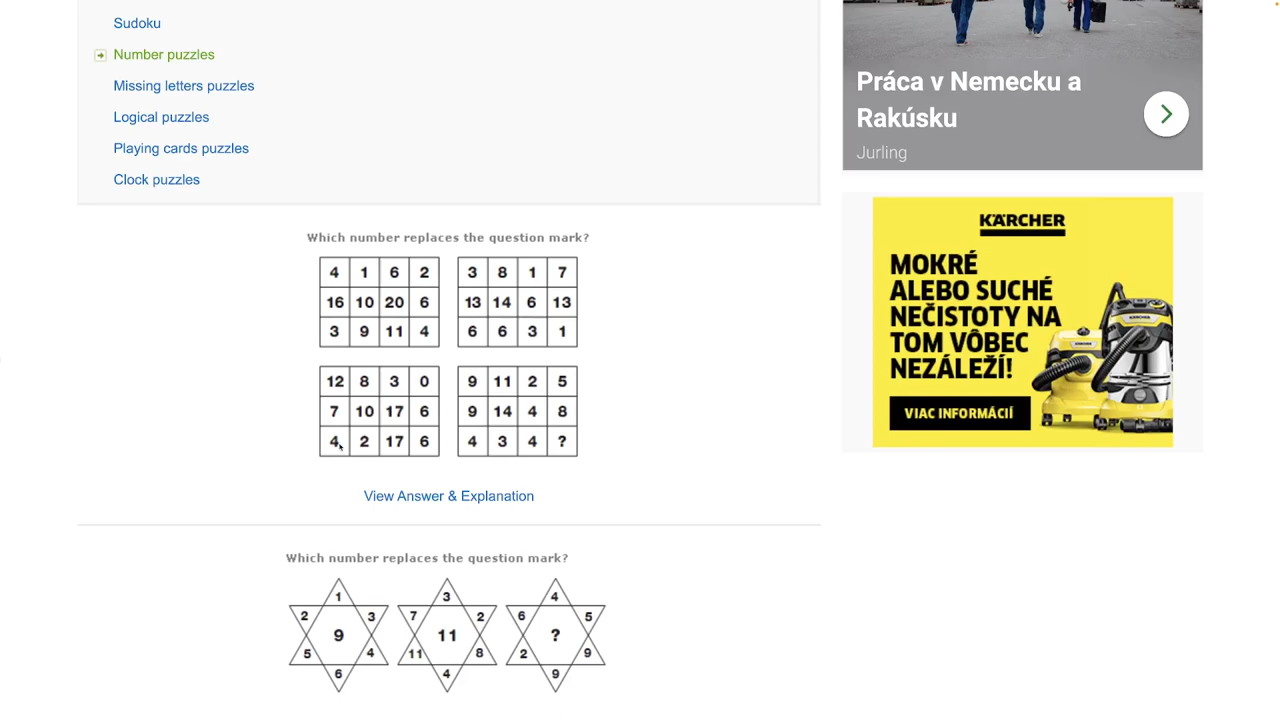 Sudoku
Number puzzles
Missing letters puzzles
Logical puzzles
Playing cards puzzles
Clock puzzles
Which number replaces the question mark?
4 1 6 2
16 10 20 6
3 9 11 4
3 8 1 7
13 14 6 13
6 6 3 1
12 8 3 0
7 10 17 6
4 2 17 6
9 11 2 5
9 14 4 8
4 3 4 ?
View Answer & Explanation
Which number replaces the question mark?
1
2 3
9
5 4
6
3
7 2
11
11 8
4
4
6 5
?
2 9
9
Práca v Nemecku a
Rakúsku
Jurling
KÄRCHER
MOKRÉ
ALEBO SUCHÉ
NEČISTOTY NA
TOM VÔBEC
NEZÁLEŽÍ!
VIAC INFORMÁCIÍ